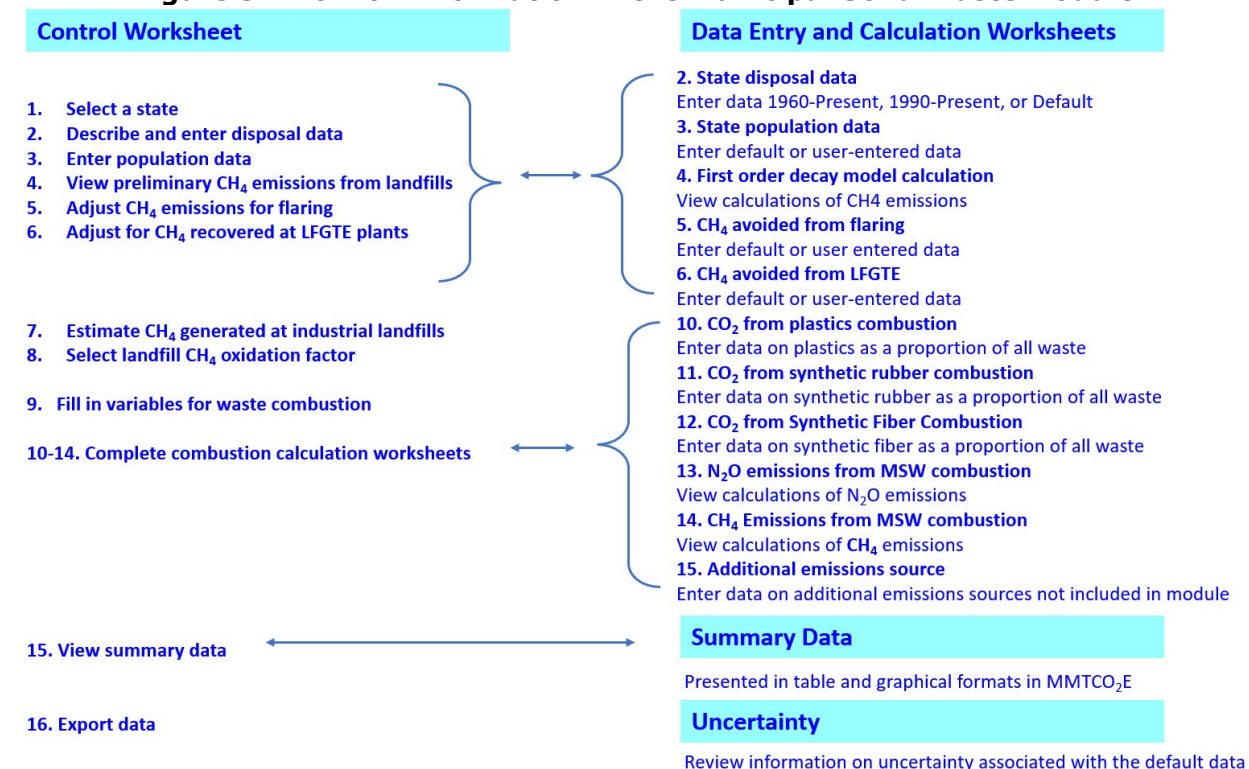 Control Worksheet
1. Select a state
2. Describe and enter disposal data
3. Enter population data
4. View preliminary CH₄ emissions from landfills
5. Adjust CH₄ emissions for flaring
6. Adjust for CH₄ recovered at LFGTE plants
7. Estimate CH₄ generated at industrial landfills
8. Select landfill CH₄ oxidation factor
9. Fill in variables for waste combustion
10-14. Complete combustion calculation worksheets
15. View summary data
16. Export data
Data Entry and Calculation Worksheets
2. State disposal data
Enter data 1960-Present, 1990-Present, or Default
3. State population data
Enter default or user-entered data
4. First order decay model calculation
View calculations of CH4 emissions
5. CH₄ avoided from flaring
Enter default or user entered data
6. CH₄ avoided from LFGTE
Enter default or user-entered data
10. CO₂ from plastics combustion
Enter data on plastics as a proportion of all waste
11. CO₂ from synthetic rubber combustion
Enter data on synthetic rubber as a proportion of all waste
12. CO₂ from Synthetic Fiber Combustion
Enter data on synthetic fiber as a proportion of all waste
13. N₂O emissions from MSW combustion
View calculations of N₂O emissions
14. CH₄ Emissions from MSW combustion
View calculations of CH₄ emissions
15. Additional emissions source
Enter data on additional emissions sources not included in module
Summary Data
Presented in table and graphical formats in MMTCO₂E
Uncertainty
Review information on uncertainty associated with the default data